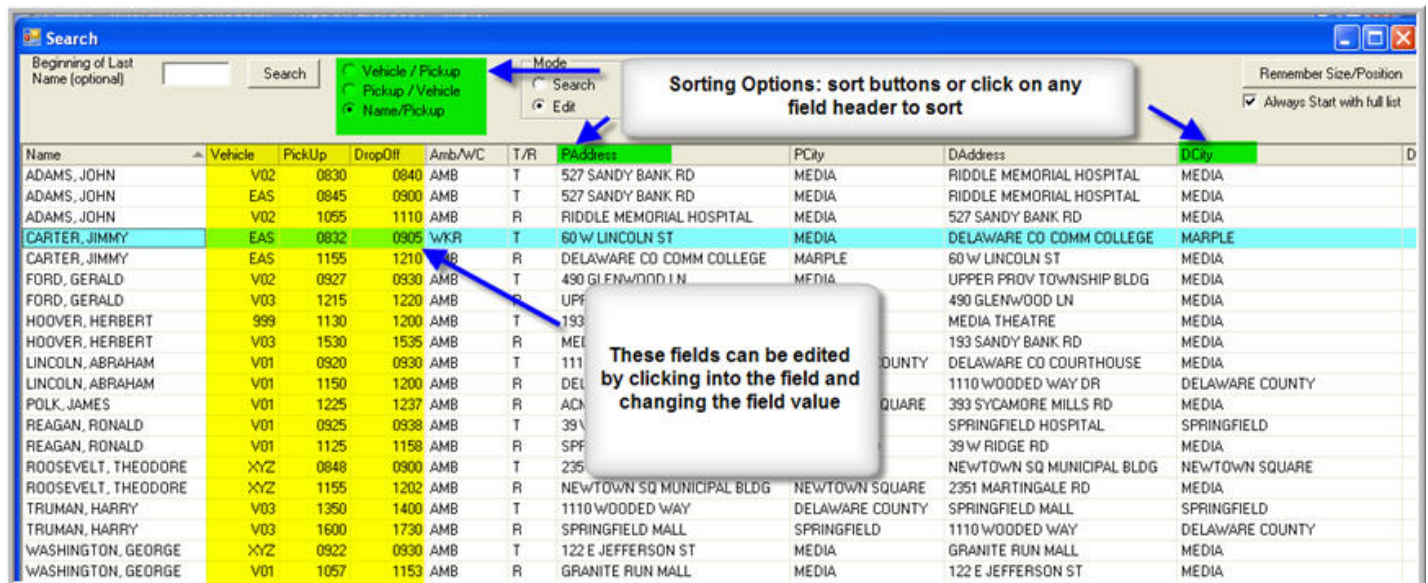 Search
Beginning of Last
Name (optional)
Search
Vehicle / Pickup
Pickup / Vehicle
Name/Pickup
Mode
Search
Edit
Sorting Options: sort buttons or click on any
field header to sort
Remember Size/Position
Always Start with full list
Name Vehicle PickUp DropOff Amb/WC T/R PAddress PCity DAddress DCity D
ADAMS, JOHN V02 0830 0840 AMB T 527 SANDY BANK RD MEDIA RIDDLE MEMORIAL HOSPITAL MEDIA
ADAMS, JOHN EAS 0845 0900 AMB T 527 SANDY BANK RD MEDIA RIDDLE MEMORIAL HOSPITAL MEDIA
ADAMS, JOHN V02 1055 1110 AMB R RIDDLE MEMORIAL HOSPITAL MEDIA 527 SANDY BANK RD MEDIA
CARTER, JIMMY EAS 0832 0905 WKR T 60 W LINCOLN ST MEDIA DELAWARE CO COMM COLLEGE MARPLE
CARTER, JIMMY EAS 1155 1210 R DELAWARE CO COMM COLLEGE MARPLE 60 W LINCOLN ST MEDIA
FORD, GERALD V02 0927 0930 AMB T 490 GLENWOOD LN MEDIA UPPER PROV TOWNSHIP BLDG MEDIA
FORD, GERALD V03 1215 1220 AMB 490 GLENWOOD LN MEDIA
HOOVER, HERBERT 999 1130 1200 AMB T 193 MEDIA THEATRE MEDIA
HOOVER, HERBERT V03 1530 1535 AMB R 193 SANDY BANK RD MEDIA
LINCOLN, ABRAHAM V01 0920 0930 AMB T DELAWARE CO COURTHOUSE MEDIA
LINCOLN, ABRAHAM V01 1150 1200 AMB R 1110 WOODED WAY DR DELAWARE COUNTY
POLK, JAMES V01 1225 1237 AMB R 393 SYCAMORE MILLS RD MEDIA
REAGAN, RONALD V01 0925 0938 AMB T SPRINGFIELD HOSPITAL SPRINGFIELD
REAGAN, RONALD V01 1125 1158 AMB R 39 W RIDGE RD MEDIA
ROOSEVELT, THEODORE XYZ 0848 0900 AMB T NEWTOWN SQ MUNICIPAL BLDG NEWTOWN SQUARE
ROOSEVELT, THEODORE XYZ 1155 1202 AMB R NEWTOWN SQ MUNICIPAL BLDG NEWTOWN SQUARE 2351 MARTINGALE RD MEDIA
TRUMAN, HARRY V03 1350 1400 AMB T 1110 WOODED WAY DELAWARE COUNTY SPRINGFIELD MALL SPRINGFIELD
TRUMAN, HARRY V03 1600 1730 AMB R SPRINGFIELD MALL SPRINGFIELD 1110 WOODED WAY DELAWARE COUNTY
WASHINGTON, GEORGE XYZ 0922 0930 AMB T 122 E JEFFERSON ST MEDIA GRANITE RUN MALL MEDIA
WASHINGTON, GEORGE V01 1057 1153 AMB R GRANITE RUN MALL MEDIA 122 E JEFFERSON ST MEDIA
These fields can be edited
by clicking into the field and
changing the field value